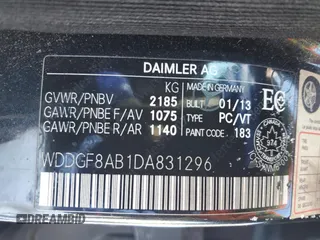 DAIMLER AG
KG
MADE IN GERMANY
GVWR/PNBV 2185 BUILT 01/13
GAWR/PNBE F/AV 1075 TYPE PC/VT
GAWR/PNBE R/AR 1140 PAINT 183
EC
WDDGF8AB1DA831296
DREAMBID